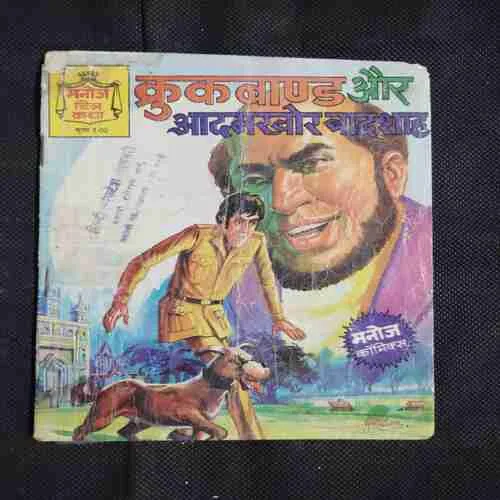 मनोज
चित्र
कथा
क्रुकबाण्ड और
आदमखोर बादशाह
मनोज
कॉमिक्स